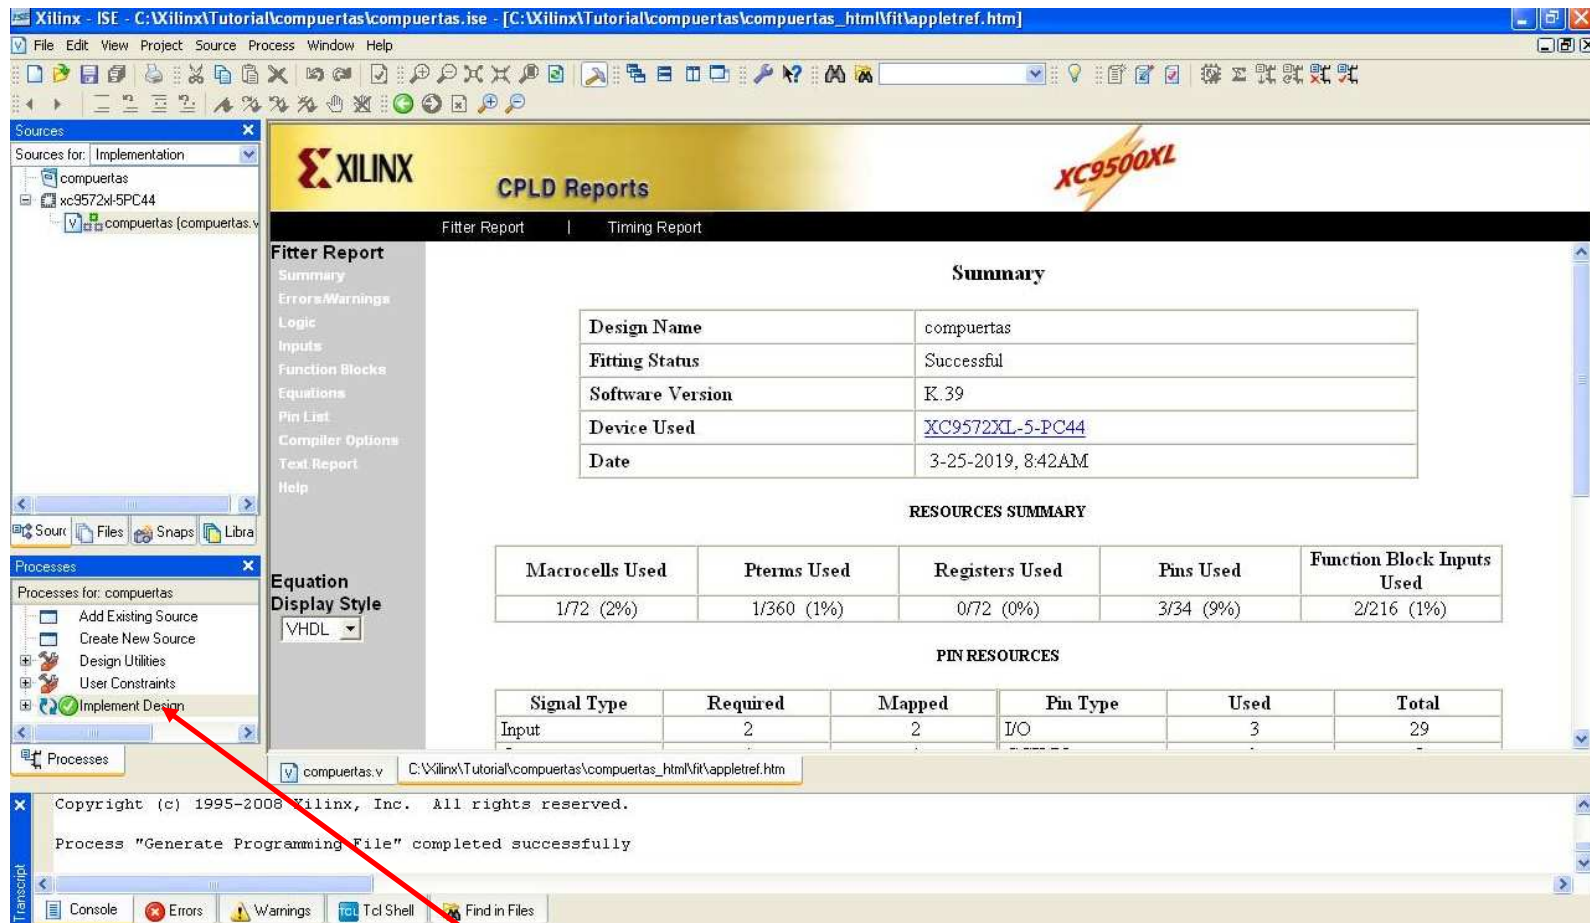 Xilinx - ISE - C:\Xilinx\Tutorial\compuertas\compuertas.ise - [C:\Xilinx\Tutorial\compuertas\compuertas_html\fit\appletref.htm]
File Edit View Project Source Process Window Help
Sources
Sources for: Implementation
compuertas
xc9572xl-5PC44
compuertas (compuertas.v
Sourc Files Snaps Libra
Processes
Processes for: compuertas
Add Existing Source
Create New Source
Design Utilities
User Constraints
Implement Design
Processes
XILINX
CPLD Reports
XC9500XL
Fitter Report | Timing Report
Fitter Report
Summary
Errors/Warnings
Logic
Inputs
Function Blocks
Equations
Pin List
Compiler Options
Text Report
Help
Equation
Display Style
VHDL
Summary
Design Name compuertas
Fitting Status Successful
Software Version K.39
Device Used XC9572XL-5-PC44
Date 3-25-2019, 8:42AM
RESOURCES SUMMARY
Macrocells Used Pterms Used Registers Used Pins Used Function Block Inputs Used
1/72 (2%) 1/360 (1%) 0/72 (0%) 3/34 (9%) 2/216 (1%)
PIN RESOURCES
Signal Type Required Mapped Pin Type Used Total
Input 2 2 I/O 3 29
compuertas.v C:\Xilinx\Tutorial\compuertas\compuertas_html\fit\appletref.htm
Copyright (c) 1995-2008 Xilinx, Inc. All rights reserved.
Process "Generate Programming File" completed successfully
Transcript
Console Errors Warnings Tcl Shell Find in Files